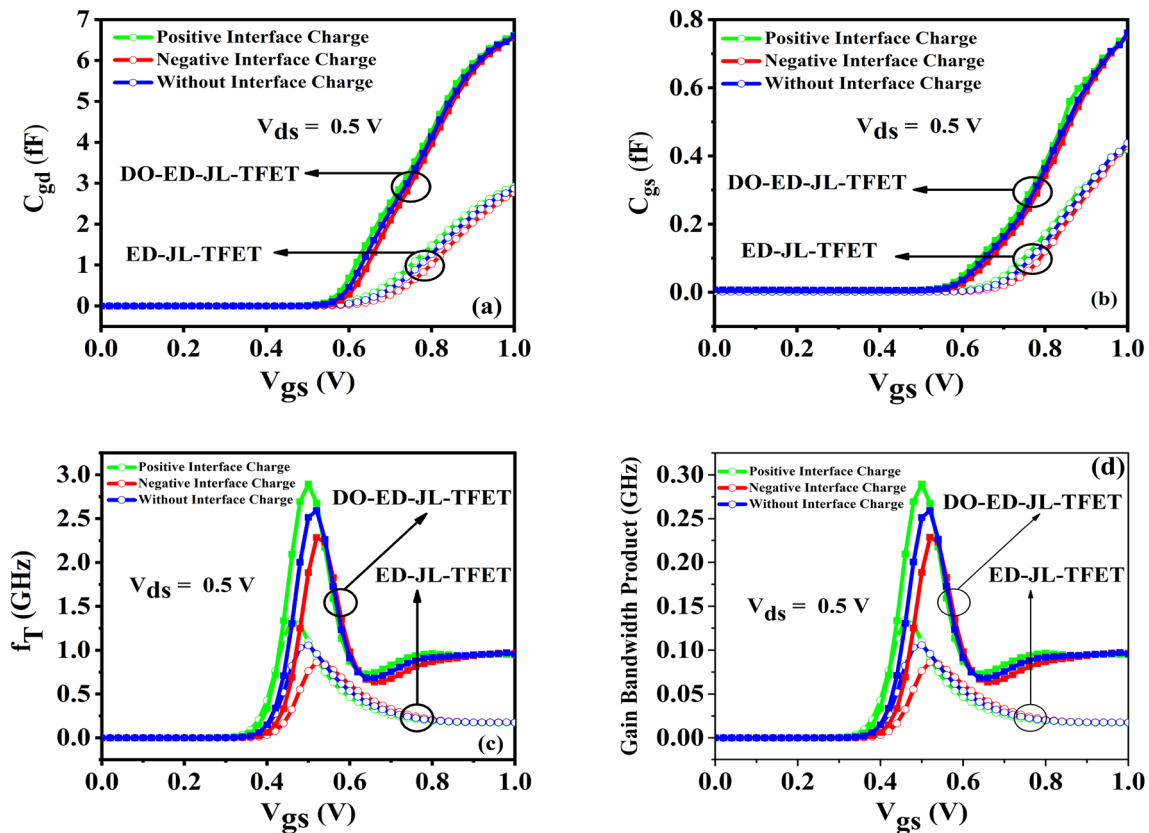 7
6
5
4
3
2
1
0
C_gd (fF)
Positive Interface Charge
Negative Interface Charge
Without Interface Charge
V_ds = 0.5 V
DO-ED-JL-TFET
ED-JL-TFET
(a)
0.0 0.2 0.4 0.6 0.8 1.0
V_gs (V)
0.8
0.6
0.4
0.2
0.0
C_gs (fF)
Positive Interface Charge
Negative Interface Charge
Without Interface Charge
V_ds = 0.5 V
DO-ED-JL-TFET
ED-JL-TFET
(b)
0.0 0.2 0.4 0.6 0.8 1.0
V_gs (V)
3.0
2.5
2.0
1.5
1.0
0.5
0.0
f_T (GHz)
Positive Interface Charge
Negative Interface Charge
Without Interface Charge
DO-ED-JL-TFET
ED-JL-TFET
V_ds = 0.5 V
(c)
0.0 0.2 0.4 0.6 0.8 1.0
V_gs (V)
0.30
0.25
0.20
0.15
0.10
0.05
0.00
Gain Bandwidth Product (GHz)
(d)
Positive Interface Charge
Negative Interface Charge
Without Interface Charge
DO-ED-JL-TFET
ED-JL-TFET
V_ds = 0.5 V
0.0 0.2 0.4 0.6 0.8 1.0
V_gs (V)